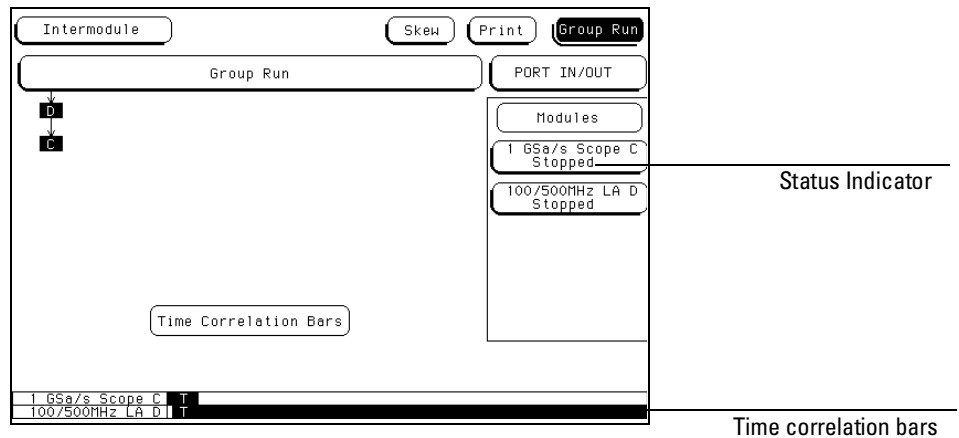 Intermodule
Skew
Print
Group Run
Group Run
PORT IN/OUT
D
C
Modules
1 GSa/s Scope C
Stopped
100/500MHz LA D
Stopped
Status Indicator
Time Correlation Bars
1 GSa/s Scope C T
100/500MHz LA D T
Time correlation bars